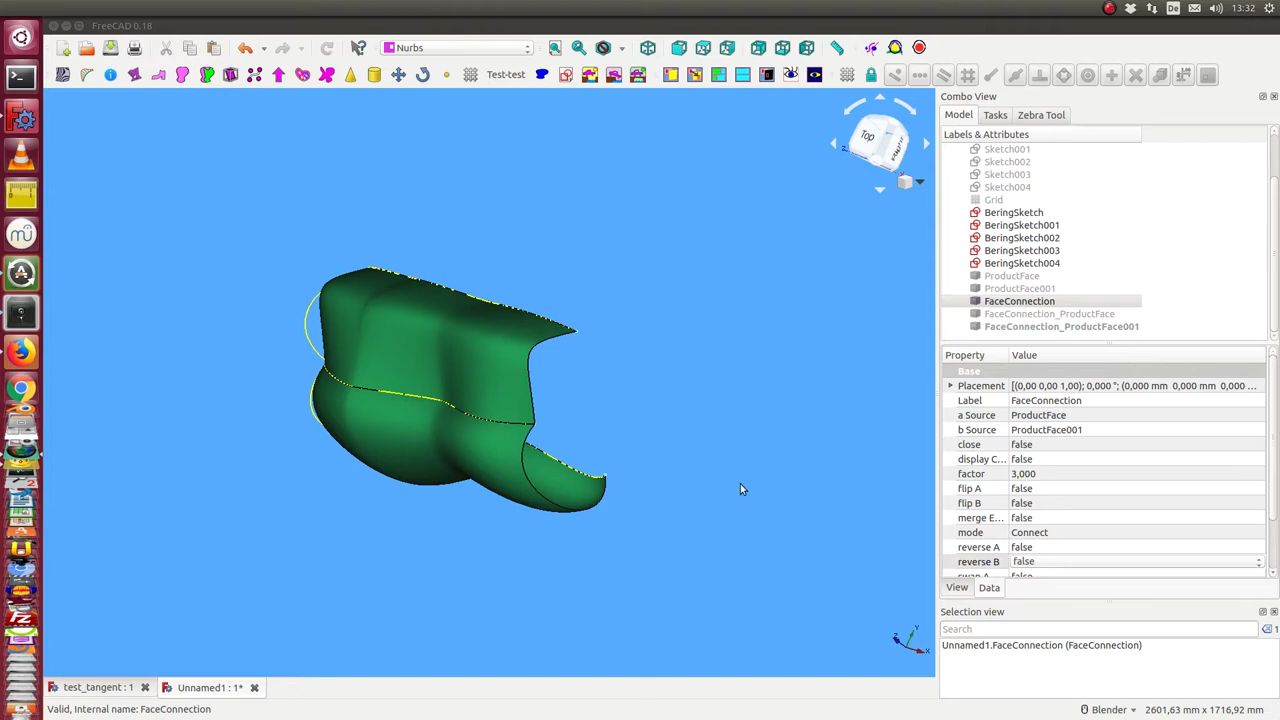 De
13:32
FreeCAD 0.18
Nurbs
Test-test
Combo View
Model
Tasks
Zebra Tool
Labels & Attributes
Sketch001
Sketch002
Sketch003
Sketch004
Grid
BeringSketch
BeringSketch001
BeringSketch002
BeringSketch003
BeringSketch004
ProductFace
ProductFace001
FaceConnection
FaceConnection_ProductFace
FaceConnection_ProductFace001
Top
Property Value
Base
Placement [(0,00 0,00 1,00); 0,000 °; (0,000 mm 0,000 mm 0,000 ...
Label FaceConnection
a Source ProductFace
b Source ProductFace001
close false
display C... false
factor 3,000
flip A false
flip B false
merge E... false
mode Connect
reverse A false
reverse B false
swap A false
View Data
Selection view
Search
1
Unnamed1.FaceConnection (FaceConnection)
Y
Z
X
test_tangent : 1
Unnamed1 : 1*
Valid, Internal name: FaceConnection
Blender
2601,63 mm x 1716,92 mm